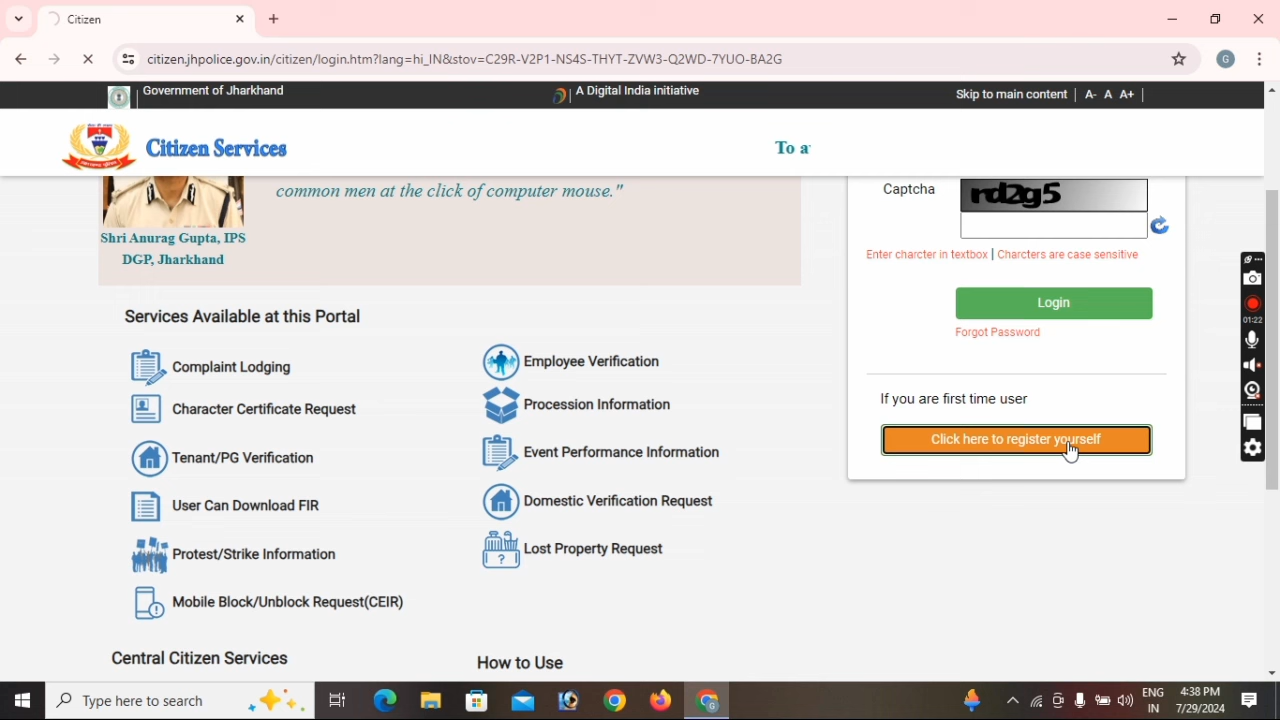 Citizen
citizen.jhpolice.gov.in/citizen/login.htm?lang=hi_IN&stov=C29R-V2P1-NS4S-THYT-ZVW3-Q2WD-7YUO-BA2G
G
Government of Jharkhand
A Digital India initiative
Skip to main content | A- A A+ |
Citizen Services
To a
common men at the click of computer mouse."
Shri Anurag Gupta, IPS
DGP, Jharkhand
Captcha
rd2g5
Enter charcter in textbox | Charcters are case sensitive
Login
Forgot Password
If you are first time user
Click here to register yourself
Services Available at this Portal
Complaint Lodging
Character Certificate Request
Tenant/PG Verification
User Can Download FIR
Protest/Strike Information
Mobile Block/Unblock Request(CEIR)
Employee Verification
Procession Information
Event Performance Information
Domestic Verification Request
Lost Property Request
Central Citizen Services
How to Use
01:22
Type here to search
ENG
IN
4:38 PM
7/29/2024